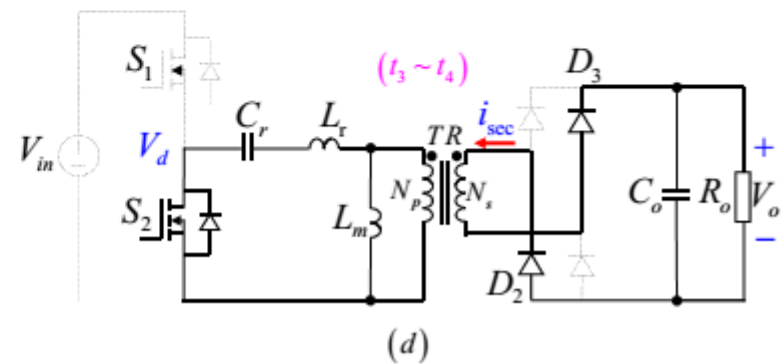 S1
(t3 ~ t4)
D3
Cr
Lr
TR
isec
Vin
Vd
+
S2
Lm
Np
Ns
Co
Ro
Vo
−
D2
(d)